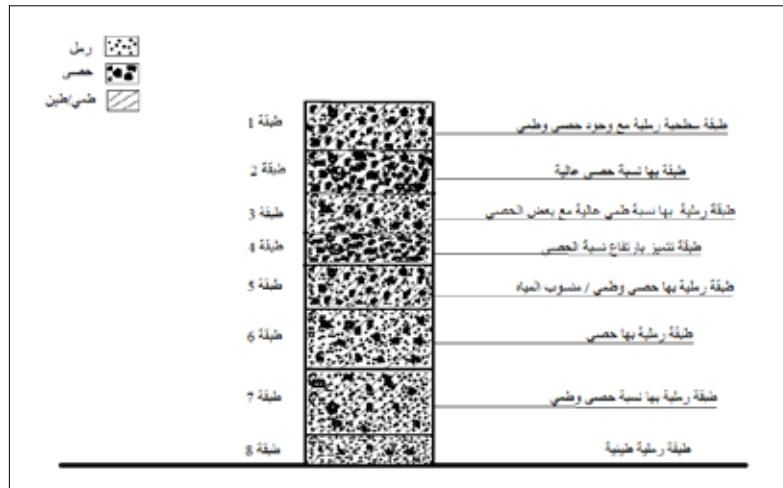 رمل
حصى
طمي/طين
طبقة 1
طبقة سطحية رملية مع وجود حصى وطمي
طبقة 2
طبقة بها نسبة حصى عالية
طبقة 3
طبقة رملية بها نسبة طمي عالية مع بعض الحصى
طبقة 4
طبقة تتميز بارتفاع نسبة الحصى
طبقة 5
طبقة رملية بها حصى وطمي / منسوب المياه
طبقة 6
طبقة رملية بها حصى
طبقة 7
طبقة رملية بها نسبة حصى وطمي
طبقة 8
طبقة رملية طينية